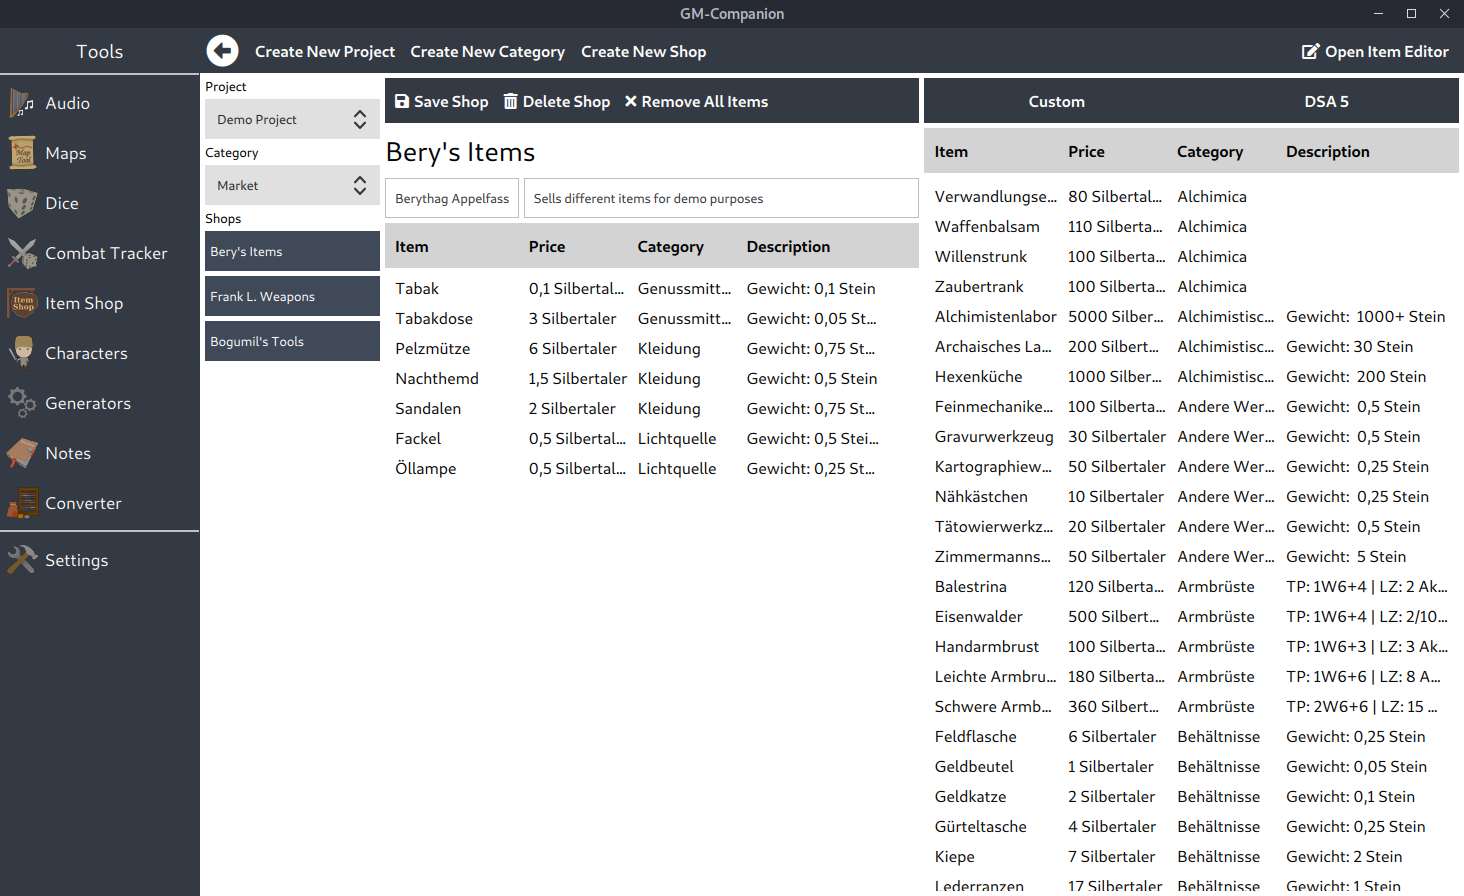 GM-Companion
Tools
Create New Project Create New Category Create New Shop
Open Item Editor
Audio
Maps
Dice
Combat Tracker
Item Shop
Characters
Generators
Notes
Converter
Settings
Project
Demo Project
Category
Market
Shops
Bery's Items
Frank L. Weapons
Bogumil's Tools
Save Shop Delete Shop Remove All Items
Bery's Items
Berythag Appelfass Sells different items for demo purposes
Item Price Category Description
Tabak 0,1 Silbertal... Genussmitt... Gewicht: 0,1 Stein
Tabakdose 3 Silbertaler Genussmitt... Gewicht: 0,05 St...
Pelzmütze 6 Silbertaler Kleidung Gewicht: 0,75 St...
Nachthemd 1,5 Silbertaler Kleidung Gewicht: 0,5 Stein
Sandalen 2 Silbertaler Kleidung Gewicht: 0,75 St...
Fackel 0,5 Silbertal... Lichtquelle Gewicht: 0,5 Stei...
Öllampe 0,5 Silbertal... Lichtquelle Gewicht: 0,25 St...
Custom DSA 5
Item Price Category Description
Verwandlungse... 80 Silbertal... Alchimica
Waffenbalsam 110 Silberta... Alchimica
Willenstrunk 100 Silberta... Alchimica
Zaubertrank 100 Silberta... Alchimica
Alchimistenlabor 5000 Silber... Alchimistisc... Gewicht: 1000+ Stein
Archaisches La... 200 Silbert... Alchimistisc... Gewicht: 30 Stein
Hexenküche 1000 Silber... Alchimistisc... Gewicht: 200 Stein
Feinmechanike... 100 Silberta... Andere Wer... Gewicht: 0,5 Stein
Gravurwerkzeug 30 Silbertaler Andere Wer... Gewicht: 0,5 Stein
Kartographiew... 50 Silbertaler Andere Wer... Gewicht: 0,25 Stein
Nähkästchen 10 Silbertaler Andere Wer... Gewicht: 0,25 Stein
Tätowierwerkz... 20 Silbertaler Andere Wer... Gewicht: 0,5 Stein
Zimmermanns... 50 Silbertaler Andere Wer... Gewicht: 5 Stein
Balestrina 120 Silberta... Armbrüste TP: 1W6+4 | LZ: 2 Ak...
Eisenwalder 500 Silbert... Armbrüste TP: 1W6+4 | LZ: 2/10...
Handarmbrust 100 Silberta... Armbrüste TP: 1W6+3 | LZ: 3 Ak...
Leichte Armbru... 180 Silberta... Armbrüste TP: 1W6+6 | LZ: 8 A...
Schwere Armb... 360 Silbert... Armbrüste TP: 2W6+6 | LZ: 15 ...
Feldflasche 6 Silbertaler Behältnisse Gewicht: 0,25 Stein
Geldbeutel 1 Silbertaler Behältnisse Gewicht: 0,05 Stein
Geldkatze 2 Silbertaler Behältnisse Gewicht: 0,1 Stein
Gürteltasche 4 Silbertaler Behältnisse Gewicht: 0,25 Stein
Kiepe 7 Silbertaler Behältnisse Gewicht: 2 Stein
Lederranzen 17 Silbertaler Behältnisse Gewicht: 1 Stein